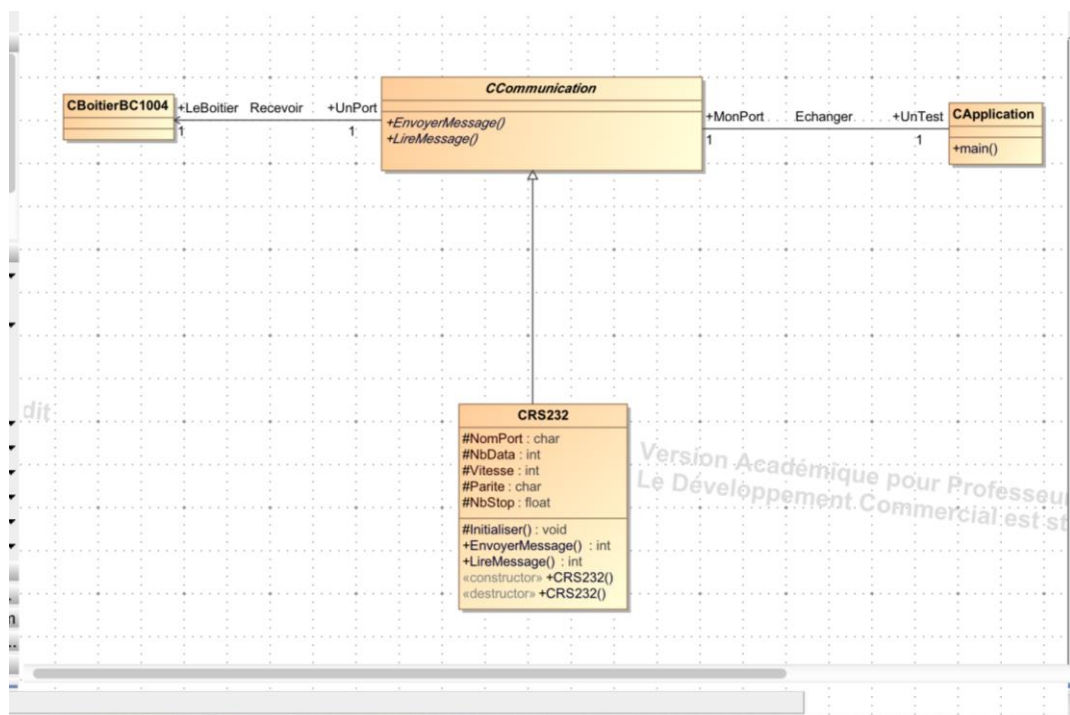 CCommunication
+EnvoyerMessage()
+LireMessage()
CBoitierBC1004
+LeBoitier Recevoir +UnPort
1 1
+MonPort Echanger +UnTest
1 1
CApplication
+main()
CRS232
#NomPort : char
#NbData : int
#Vitesse : int
#Parite : char
#NbStop : float
#Initialiser() : void
+EnvoyerMessage() : int
+LireMessage() : int
«constructor» +CRS232()
«destructor» +CRS232()
dit
Version Académique pour Professeu
Le Développement Commercial est st